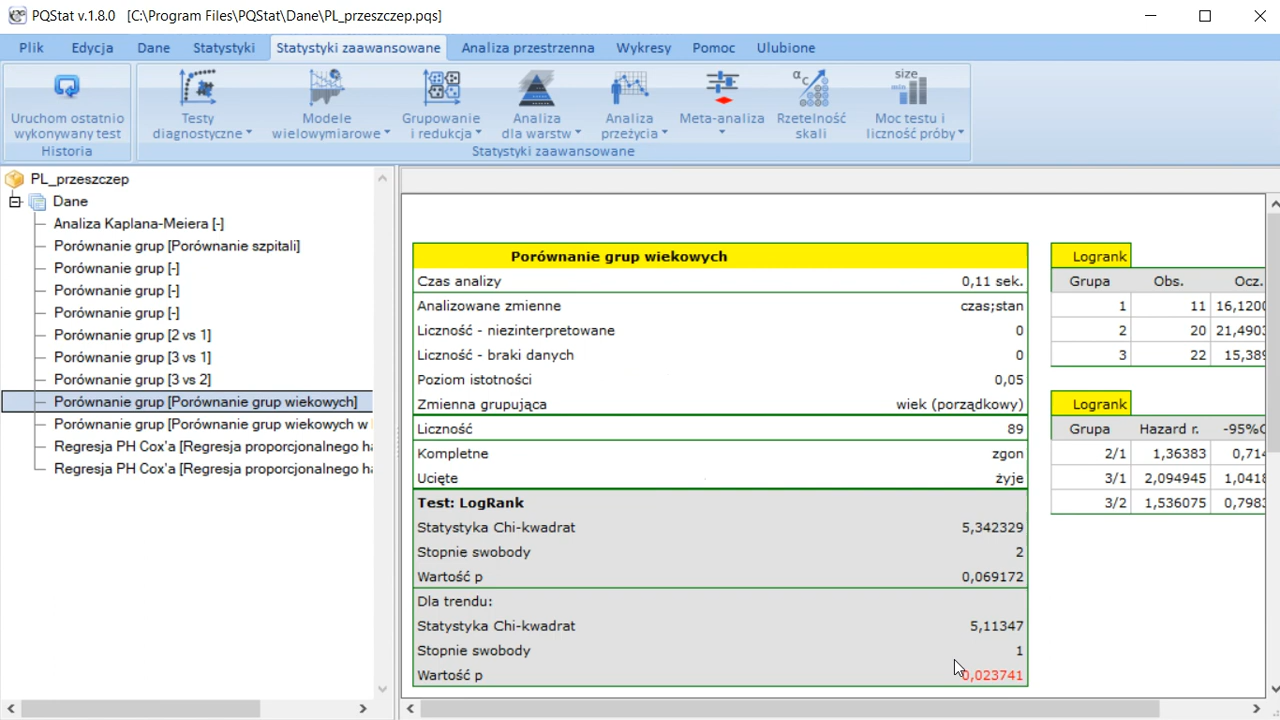 PQStat v.1.8.0 [C:\Program Files\PQStat\Dane\PL_przeszczep.pqs]
Plik Edycja Dane Statystyki Statystyki zaawansowane Analiza przestrzenna Wykresy Pomoc Ulubione
Uruchom ostatnio
wykonywany test
Historia
Testy
diagnostyczne
Modele
wielowymiarowe
Grupowanie
i redukcja
Analiza
dla warstw
Analiza
przeżycia
Meta-analiza
αc
Rzetelność
skali
size
min
Moc testu i
liczność próby
Statystyki zaawansowane
PL_przeszczep
Dane
Analiza Kaplana-Meiera [-]
Porównanie grup [Porównanie szpitali]
Porównanie grup [-]
Porównanie grup [-]
Porównanie grup [-]
Porównanie grup [2 vs 1]
Porównanie grup [3 vs 1]
Porównanie grup [3 vs 2]
Porównanie grup [Porównanie grup wiekowych]
Porównanie grup [Porównanie grup wiekowych w
Regresja PH Cox'a [Regresja proporcjonalnego ha
Regresja PH Cox'a [Regresja proporcjonalnego ha
Porównanie grup wiekowych
Czas analizy 0,11 sek.
Analizowane zmienne czas;stan
Liczność - niezinterpretowane 0
Liczność - braki danych 0
Poziom istotności 0,05
Zmienna grupująca wiek (porządkowy)
Liczność 89
Kompletne zgon
Ucięte żyje
Test: LogRank
Statystyka Chi-kwadrat 5,342329
Stopnie swobody 2
Wartość p 0,069172
Dla trendu:
Statystyka Chi-kwadrat 5,11347
Stopnie swobody 1
Wartość p 0,023741
Logrank
Grupa Obs. Ocz.
1 11 16,1200
2 20 21,4903
3 22 15,389
Logrank
Grupa Hazard r. -95%C
2/1 1,36383 0,714
3/1 2,094945 1,0418
3/2 1,536075 0,7983